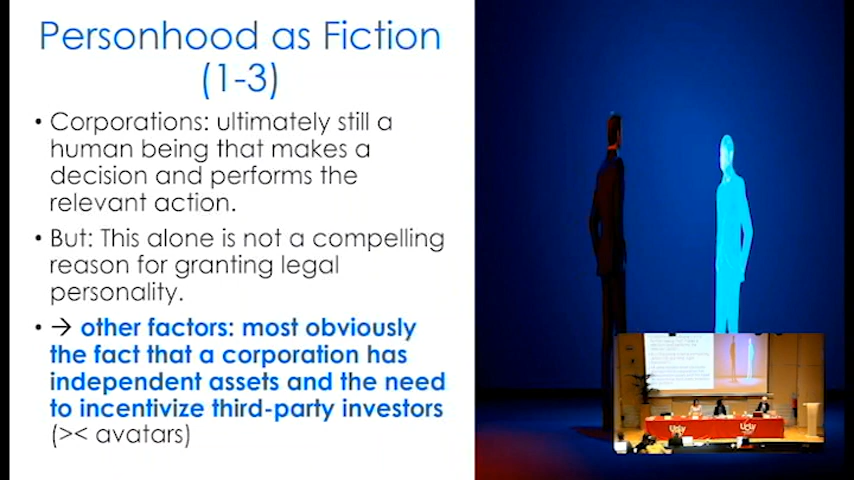 Personhood as Fiction
(1-3)
• Corporations: ultimately still a
human being that makes a
decision and performs the
relevant action.
• But: This alone is not a compelling
reason for granting legal
personality.
• → other factors: most obviously
the fact that a corporation has
independent assets and the need
to incentivize third-party investors
(>< avatars)